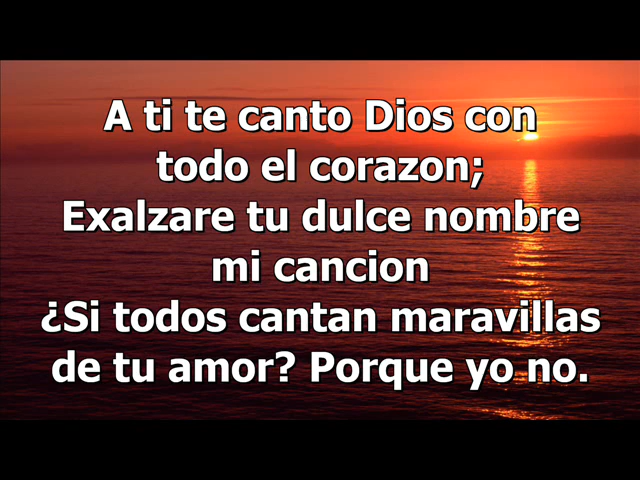 A ti te canto Dios con
todo el corazon;
Exalzare tu dulce nombre
mi cancion
¿Si todos cantan maravillas
de tu amor? Porque yo no.